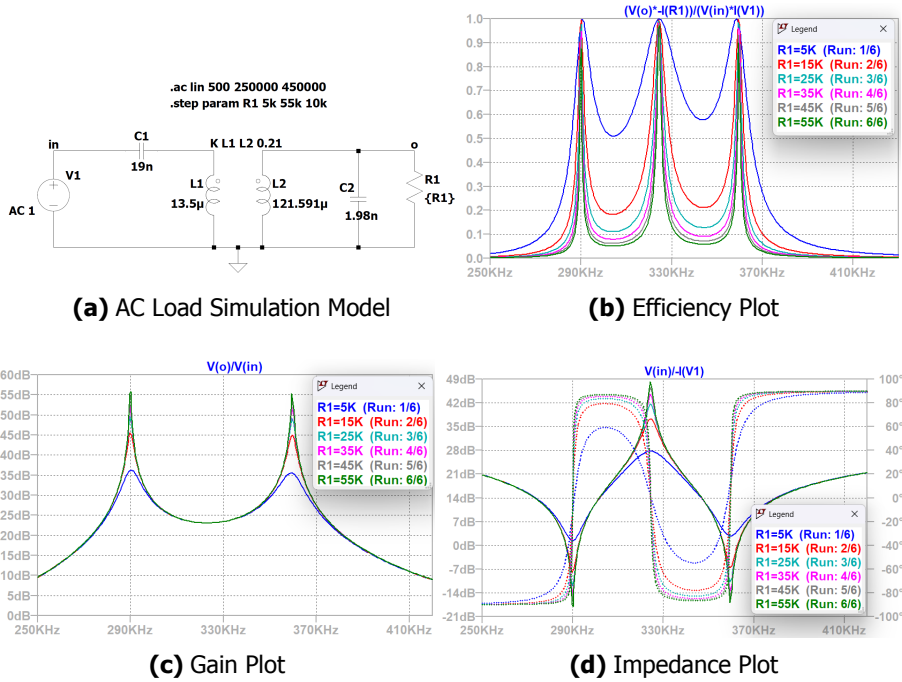 .ac lin 500 250000 450000
.step param R1 5k 55k 10k
in
C1
19n
K L1 L2 0.21
o
V1
AC 1
L1
13.5µ
L2
121.591µ
C2
1.98n
R1
{R1}
(a) AC Load Simulation Model
(V(o)*-I(R1))/(V(in)*I(V1))
1.0
0.9
0.8
0.7
0.6
0.5
0.4
0.3
0.2
0.1
0.0
250KHz 290KHz 330KHz 370KHz 410KHz
Legend
R1=5K (Run: 1/6)
R1=15K (Run: 2/6)
R1=25K (Run: 3/6)
R1=35K (Run: 4/6)
R1=45K (Run: 5/6)
R1=55K (Run: 6/6)
(b) Efficiency Plot
V(o)/V(in)
60dB
55dB
50dB
45dB
40dB
35dB
30dB
25dB
20dB
15dB
10dB
5dB
0dB
250KHz 290KHz 330KHz 370KHz 410KHz
Legend
R1=5K (Run: 1/6)
R1=15K (Run: 2/6)
R1=25K (Run: 3/6)
R1=35K (Run: 4/6)
R1=45K (Run: 5/6)
R1=55K (Run: 6/6)
(c) Gain Plot
V(in)/-I(V1)
49dB
42dB
35dB
28dB
21dB
14dB
7dB
0dB
-7dB
-14dB
-21dB
100°
80°
60°
40°
20°
0°
-20°
-40°
-60°
-80°
-100°
250KHz 290KHz 330KHz 370KHz 410KHz
Legend
R1=5K (Run: 1/6)
R1=15K (Run: 2/6)
R1=25K (Run: 3/6)
R1=35K (Run: 4/6)
R1=45K (Run: 5/6)
R1=55K (Run: 6/6)
(d) Impedance Plot